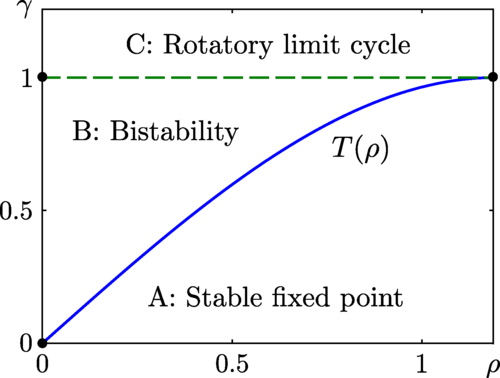 γ
C: Rotatory limit cycle
1
B: Bistability
T(ρ)
0.5
A: Stable fixed point
0
0 0.5 1 ρ